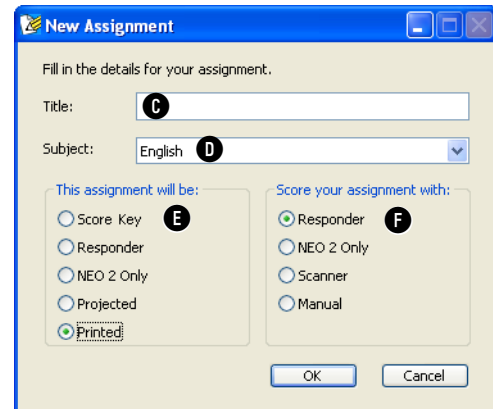 New Assignment
Fill in the details for your assignment.
Title: C
Subject: English D
This assignment will be:
Score Key E
Responder
NEO 2 Only
Projected
Printed
Score your assignment with:
Responder F
NEO 2 Only
Scanner
Manual
OK Cancel